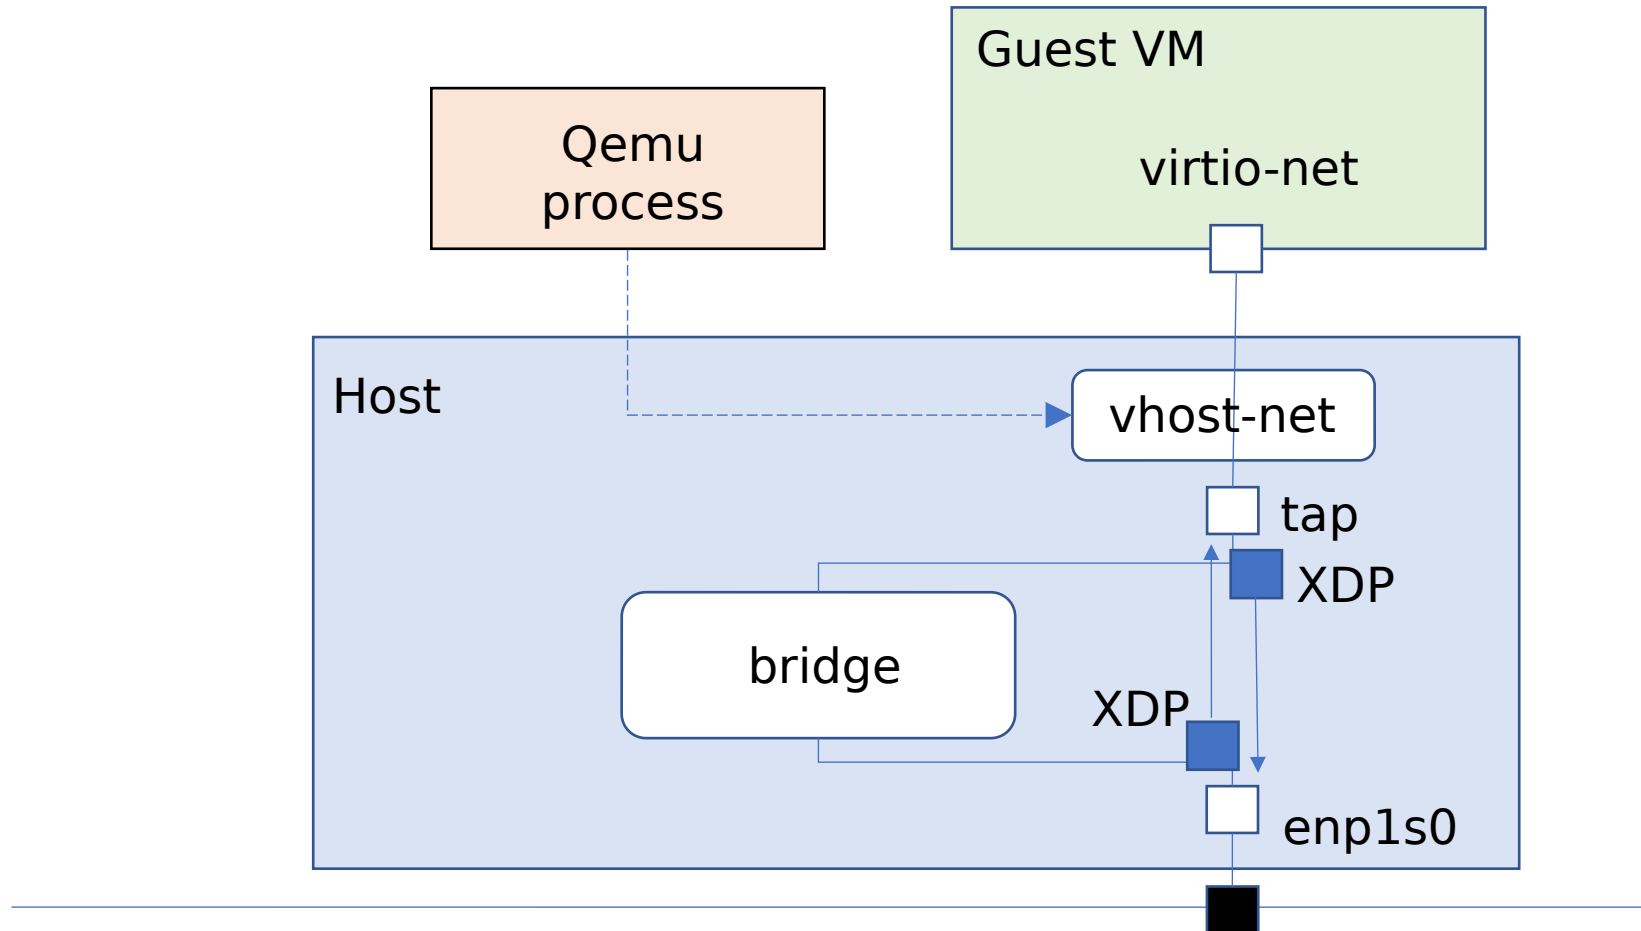 Guest VM
Qemu
process
virtio-net
Host
vhost-net
tap
XDP
bridge
XDP
enp1s0